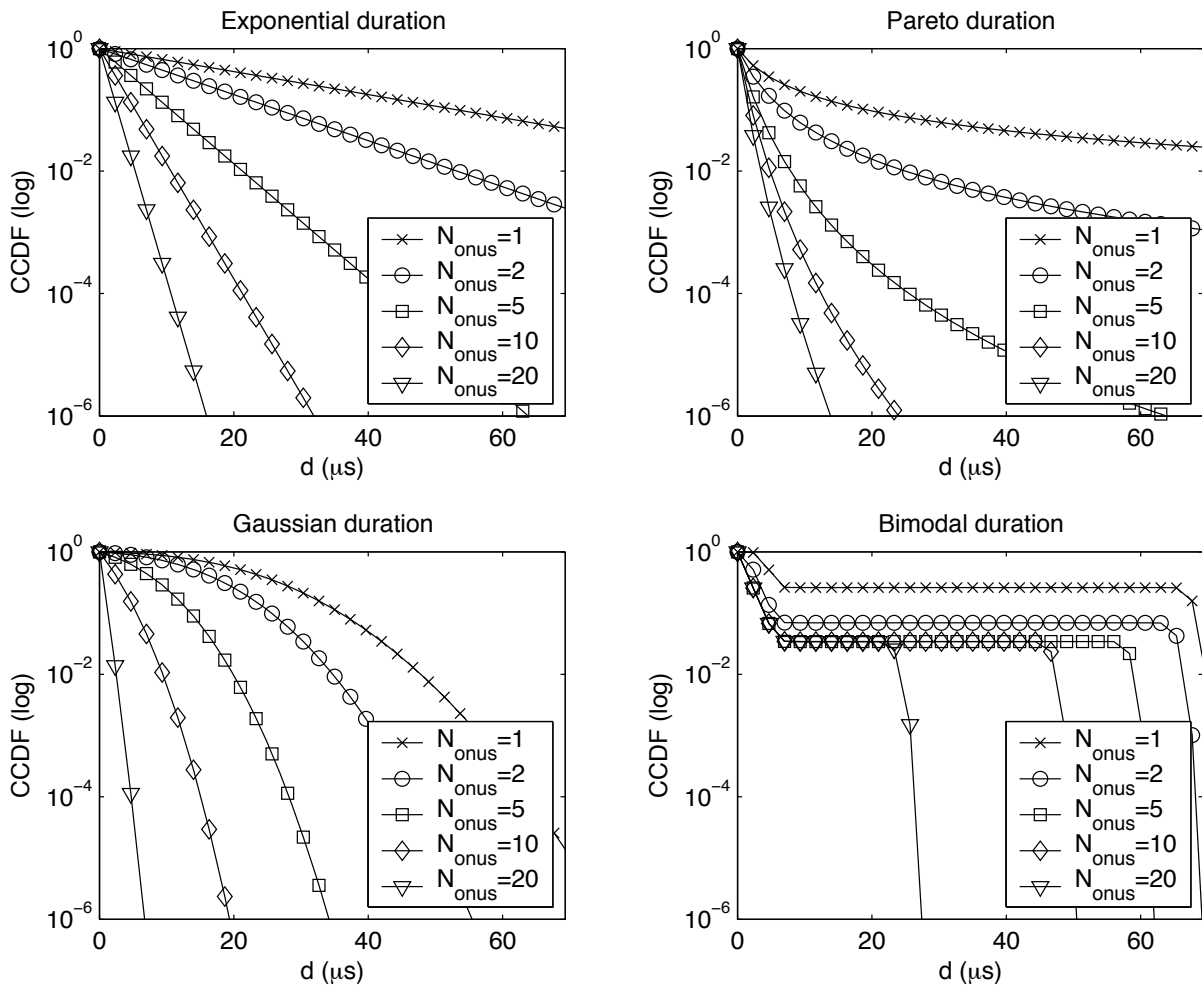 Exponential duration
10^0
10^−2
10^−4
10^−6
CCDF (log)
0 20 40 60
d (μs)
N_onus=1
N_onus=2
N_onus=5
N_onus=10
N_onus=20
Pareto duration
10^0
10^−2
10^−4
10^−6
CCDF (log)
0 20 40 60
d (μs)
N_onus=1
N_onus=2
N_onus=5
N_onus=10
N_onus=20
Gaussian duration
10^0
10^−2
10^−4
10^−6
CCDF (log)
0 20 40 60
d (μs)
N_onus=1
N_onus=2
N_onus=5
N_onus=10
N_onus=20
Bimodal duration
10^0
10^−2
10^−4
10^−6
CCDF (log)
0 20 40 60
d (μs)
N_onus=1
N_onus=2
N_onus=5
N_onus=10
N_onus=20